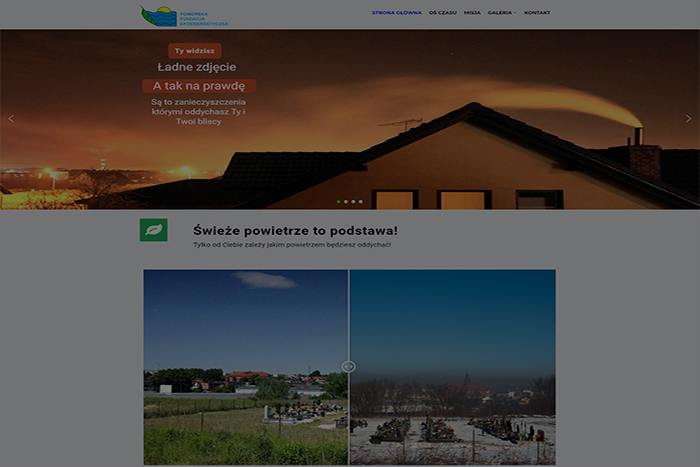 POMORSKA
FUNDACJA
EKOENERGETYCZNA
STRONA GŁÓWNA OŚ CZASU MISJA GALERIA KONTAKT
Ty widzisz
Ładne zdjęcie
A tak na prawdę
Są to zanieczyszczenia
którymi oddychasz Ty i
Twoi bliscy
Świeże powietrze to podstawa!
Tylko od Ciebie zależy jakim powietrzem będziesz oddychać!